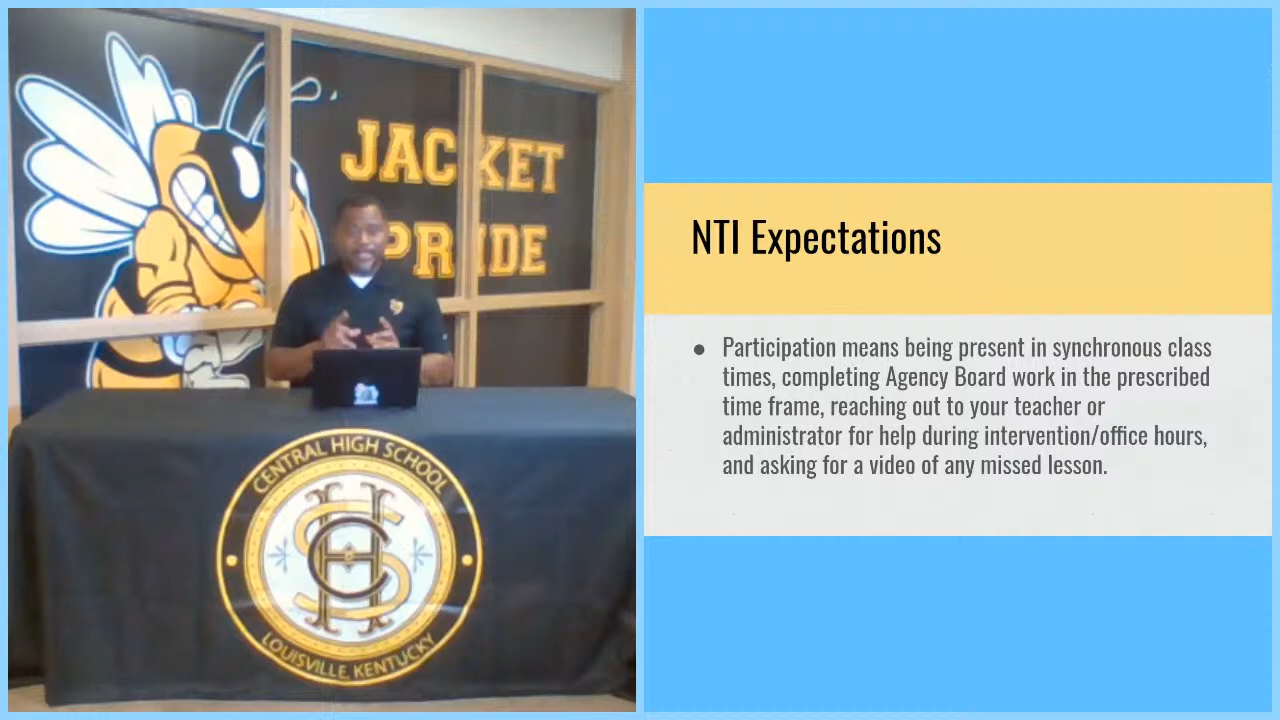 JACKET
PRIDE
CENTRAL HIGH SCHOOL
CHS
LOUISVILLE, KENTUCKY
NTI Expectations
● Participation means being present in synchronous class
times, completing Agency Board work in the prescribed
time frame, reaching out to your teacher or
administrator for help during intervention/office hours,
and asking for a video of any missed lesson.